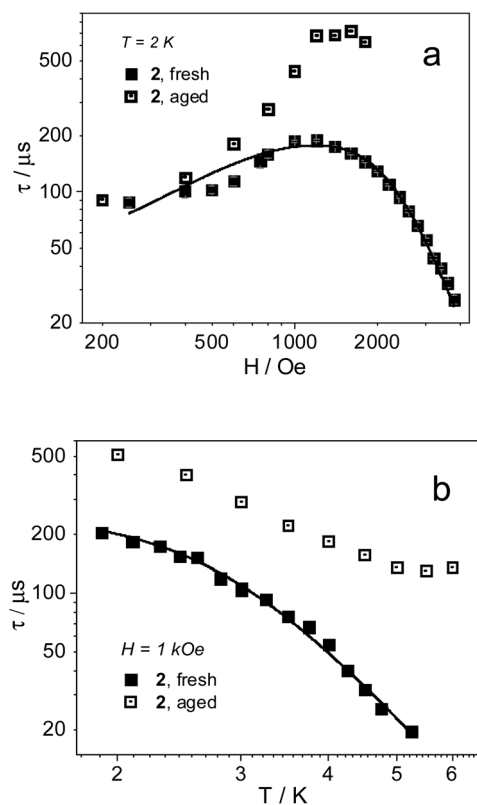 a
T = 2 K
2, fresh
2, aged
500
200
100
50
20
τ / μs
200 500 1000 2000
H / Oe
b
500
200
100
50
20
τ / μs
H = 1 kOe
2, fresh
2, aged
2 3 4 5 6
T / K